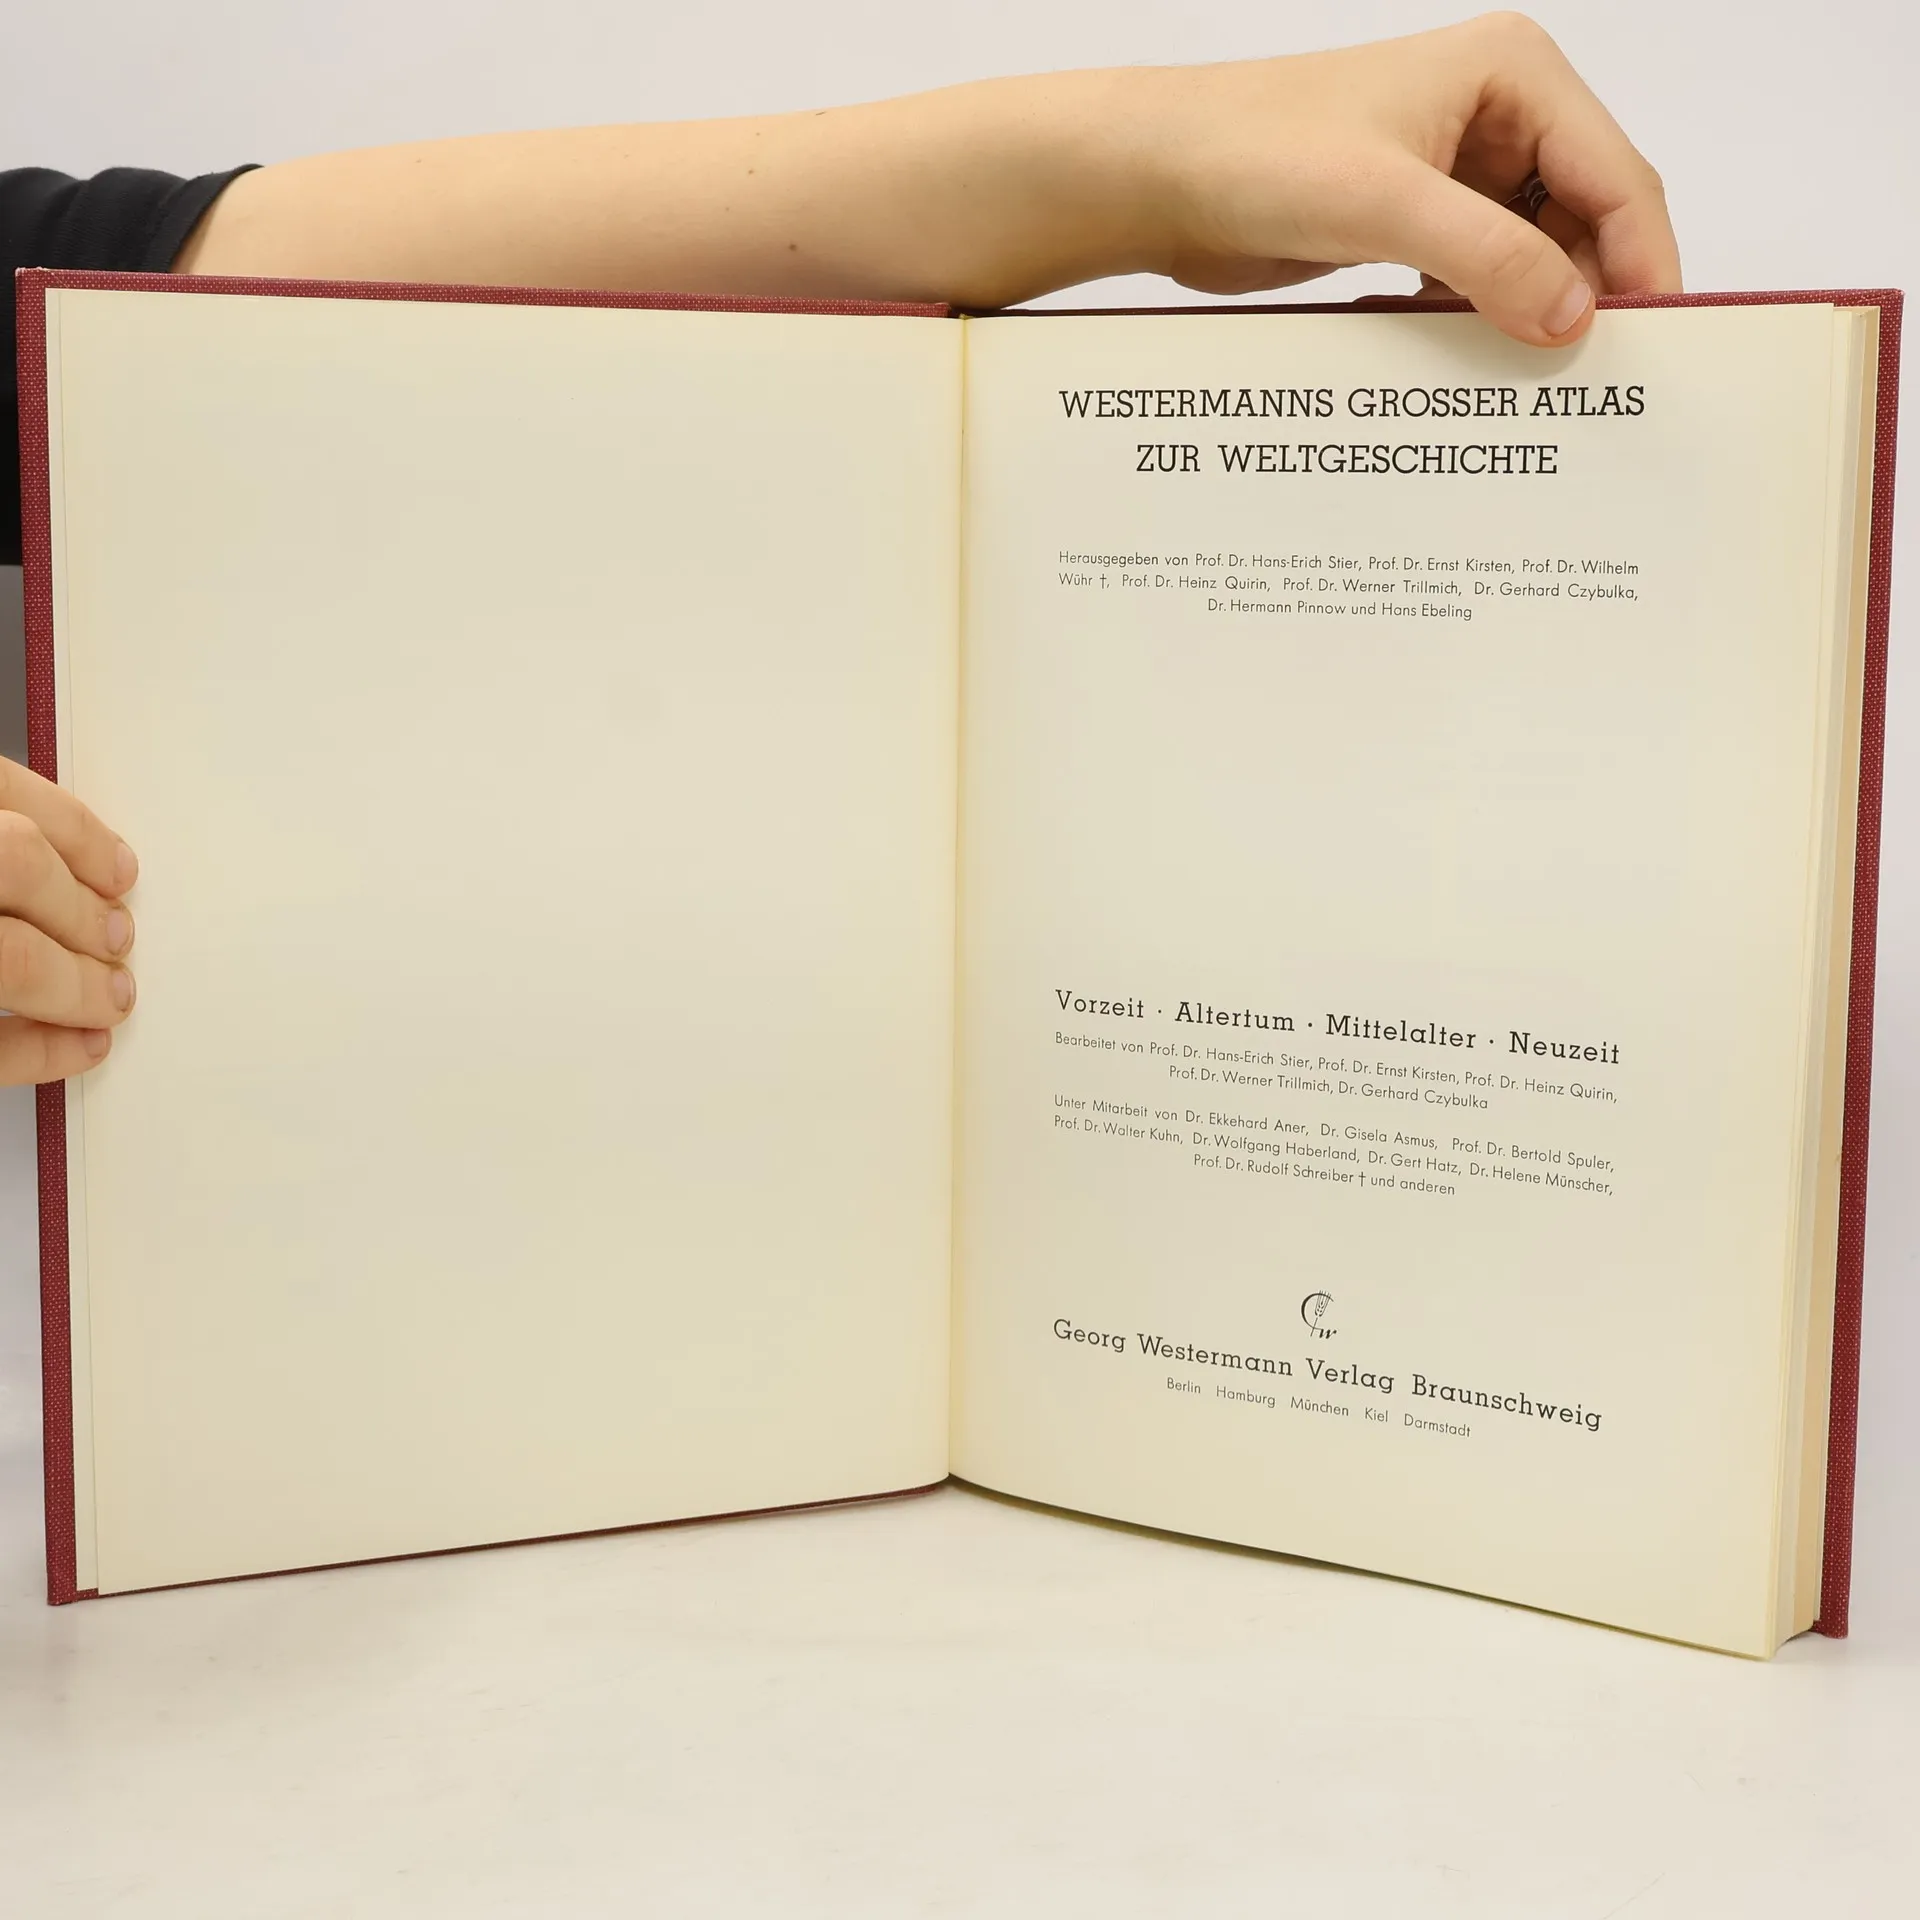 WESTERMANNS GROSSER ATLAS
ZUR WELTGESCHICHTE
Herausgegeben von Prof. Dr. Hans-Erich Stier, Prof. Dr. Ernst Kirsten, Prof. Dr. Wilhelm
Wühr †, Prof. Dr. Heinz Quirin, Prof. Dr. Werner Trillmich, Dr. Gerhard Czybulka,
Dr. Hermann Pinnow und Hans Ebeling
Vorzeit · Altertum · Mittelalter · Neuzeit
Bearbeitet von Prof. Dr. Hans-Erich Stier, Prof. Dr. Ernst Kirsten, Prof. Dr. Heinz Quirin,
Prof. Dr. Werner Trillmich, Dr. Gerhard Czybulka
Unter Mitarbeit von Dr. Ekkehard Aner, Dr. Gisela Asmus, Prof. Dr. Bertold Spuler,
Prof. Dr. Walter Kuhn, Dr. Wolfgang Haberland, Dr. Gert Hatz, Dr. Helene Münscher,
Prof. Dr. Rudolf Schreiber † und anderen
Gw
Georg Westermann Verlag Braunschweig
Berlin Hamburg München Kiel Darmstadt